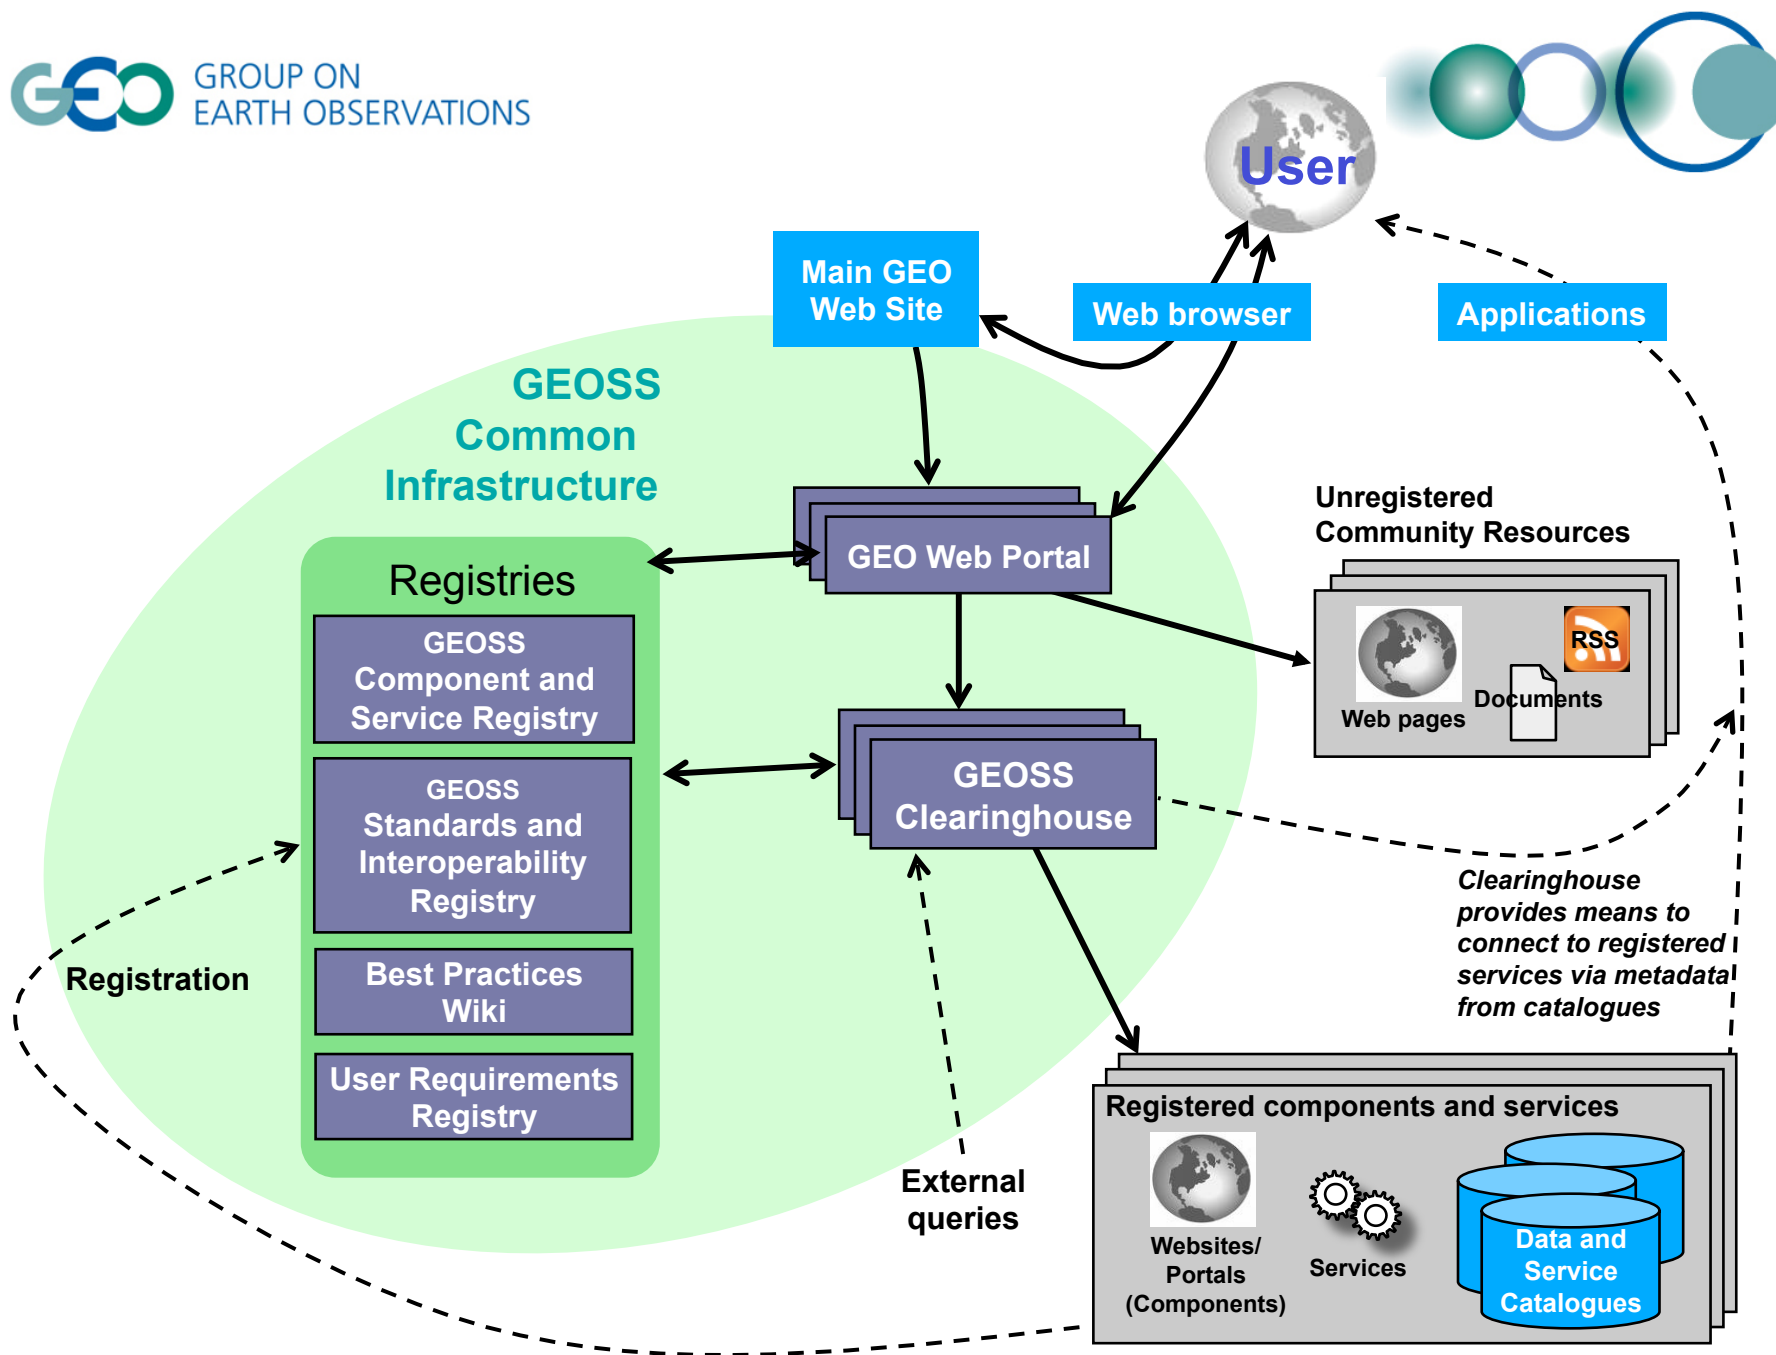 GEO GROUP ON
EARTH OBSERVATIONS
User
Main GEO
Web Site
Web browser
Applications
GEOSS
Common
Infrastructure
GEO Web Portal
Unregistered
Community Resources
RSS
Documents
Web pages
Registries
GEOSS
Component and
Service Registry
GEOSS
Standards and
Interoperability
Registry
Best Practices
Wiki
User Requirements
Registry
GEOSS
Clearinghouse
Clearinghouse
provides means to
connect to registered
services via metadata
from catalogues
Registration
External
queries
Registered components and services
Websites/
Portals
(Components)
Services
Data and
Service
Catalogues